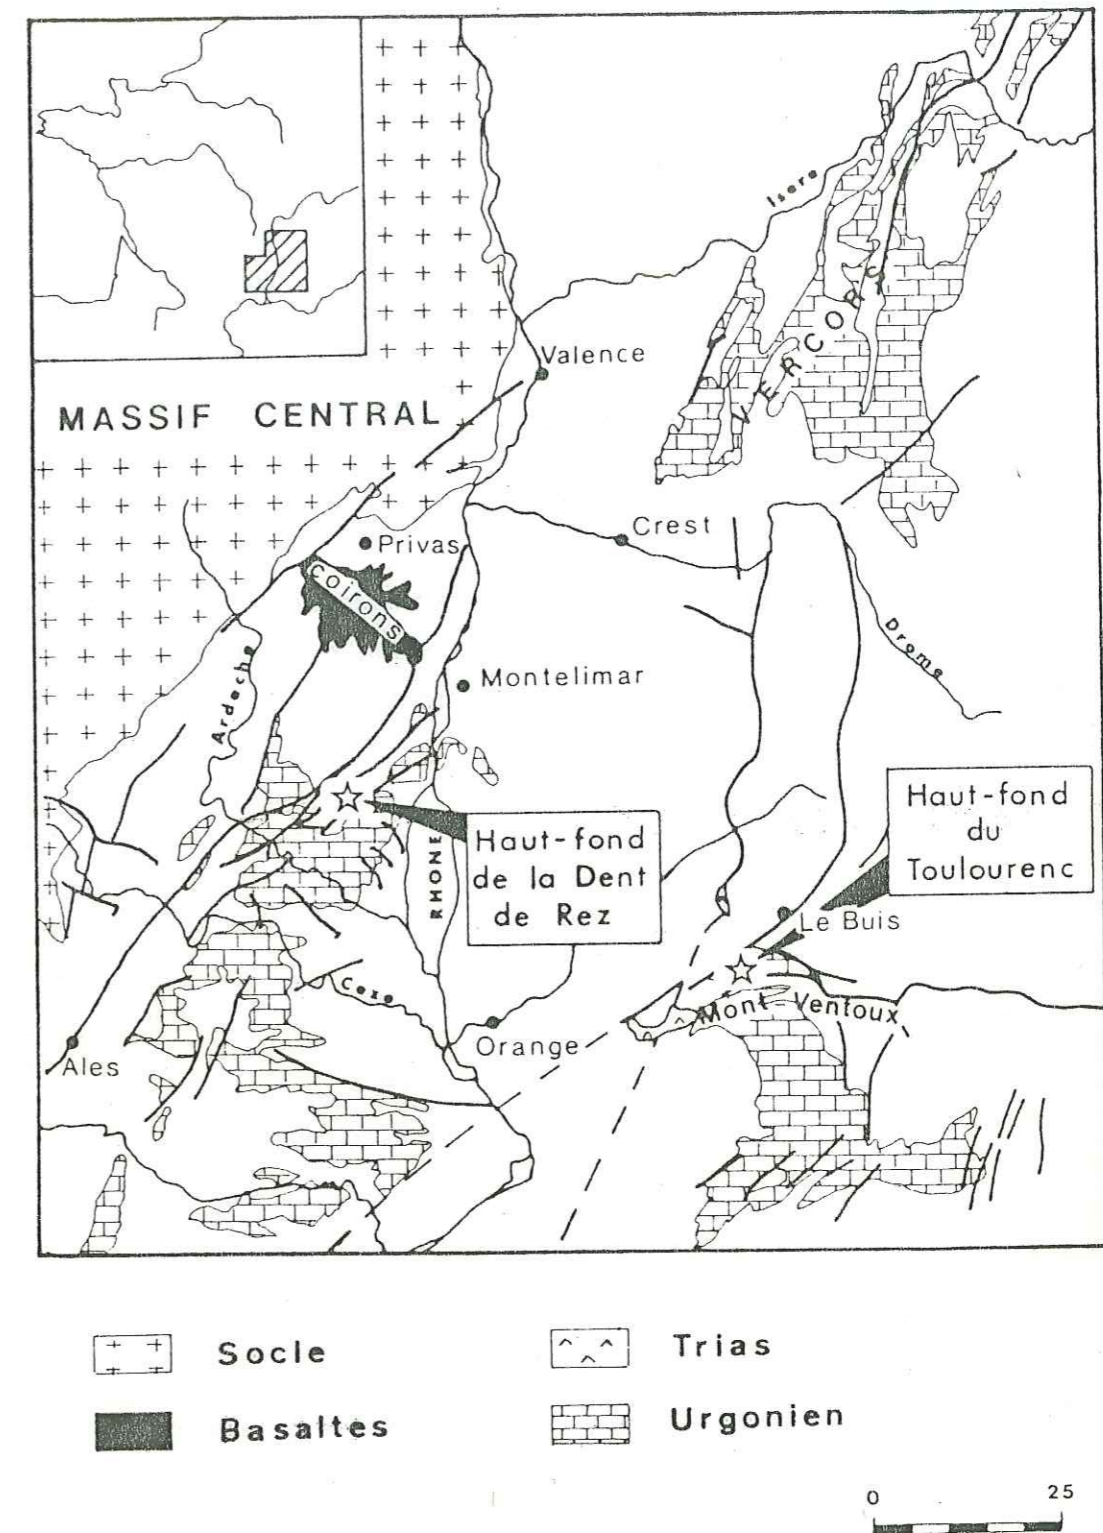 Isere
VERCORS
Valence
MASSIF CENTRAL
Crest
Privas
coirons
Drome
Ardeche
Montelimar
Haut-fond
du
Toulourenc
Haut-fond
de la Dent
de Rez
RHONE
Le Buis
Ceze
Mont-Ventoux
Orange
Ales
Socle
Trias
Basaltes
Urgonien
0 25